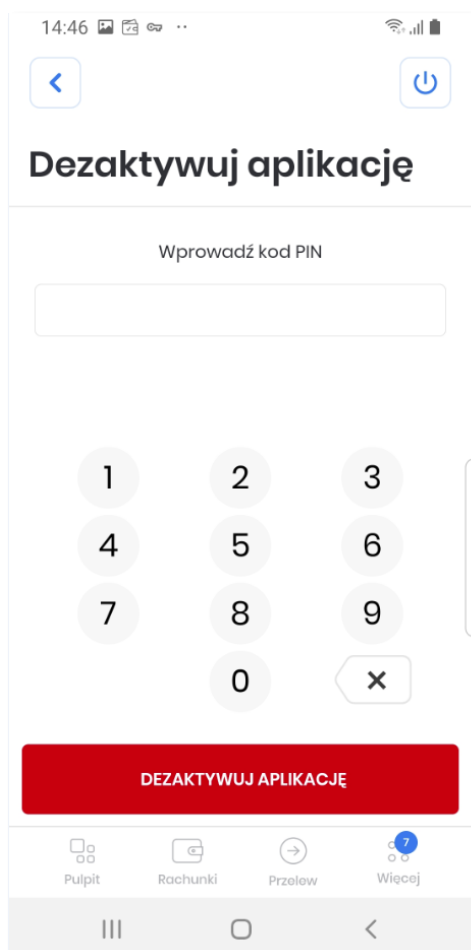 14:46
Dezaktywuj aplikację
Wprowadź kod PIN
1 2 3
4 5 6
7 8 9
0
DEZAKTYWUJ APLIKACJĘ
7
Pulpit Rachunki Przelew Więcej